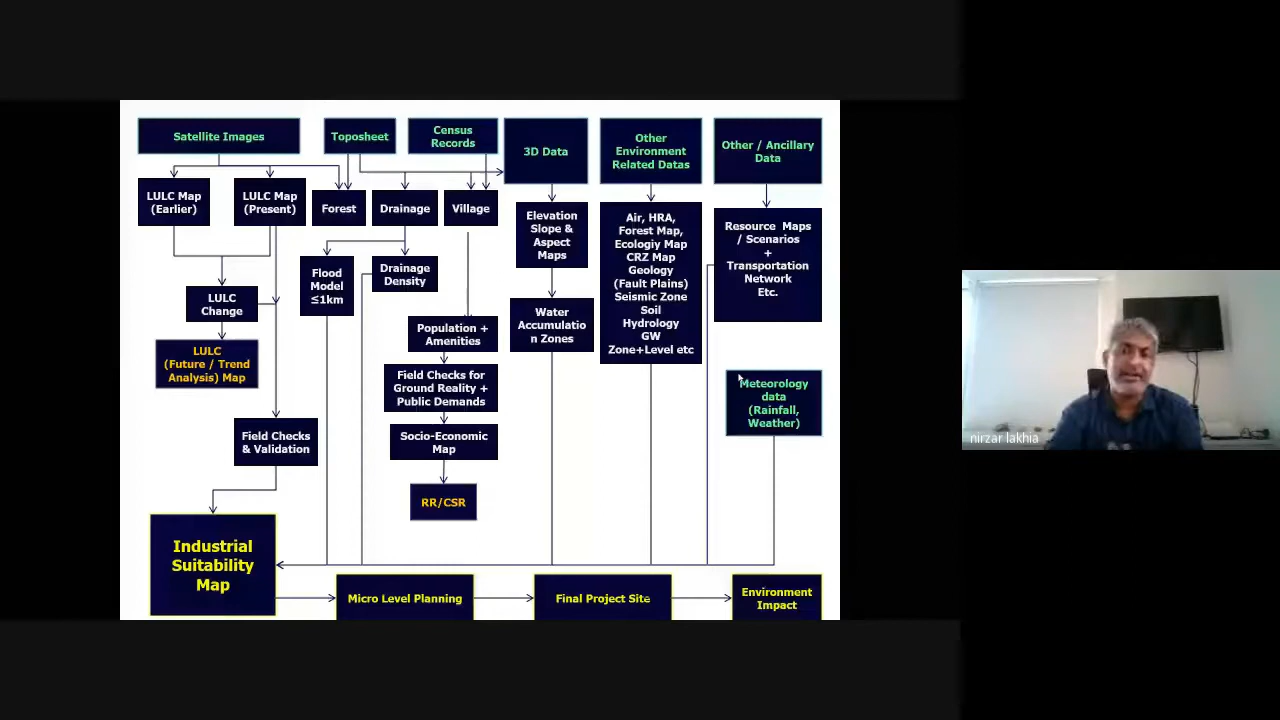 Satellite Images
Toposheet
Census
Records
3D Data
Other
Environment
Related Datas
Other / Ancillary
Data
LULC Map
(Earlier)
LULC Map
(Present)
Forest
Drainage
Village
Elevation
Slope &
Aspect
Maps
Air, HRA,
Forest Map,
Ecologiy Map
CRZ Map
Geology
(Fault Plains)
Seismic Zone
Soil
Hydrology
GW
Zone+Level etc
Resource Maps
/ Scenarios
+
Transportation
Network
Etc.
Flood
Model
≤1km
Drainage
Density
LULC
Change
Population +
Amenities
Water
Accumulatio
n Zones
LULC
(Future / Trend
Analysis) Map
Field Checks for
Ground Reality +
Public Demands
Meteorology
data
(Rainfall,
Weather)
Field Checks
& Validation
Socio-Economic
Map
RR/CSR
Industrial
Suitability
Map
Micro Level Planning
Final Project Site
Environment
Impact
nirzar lakhia